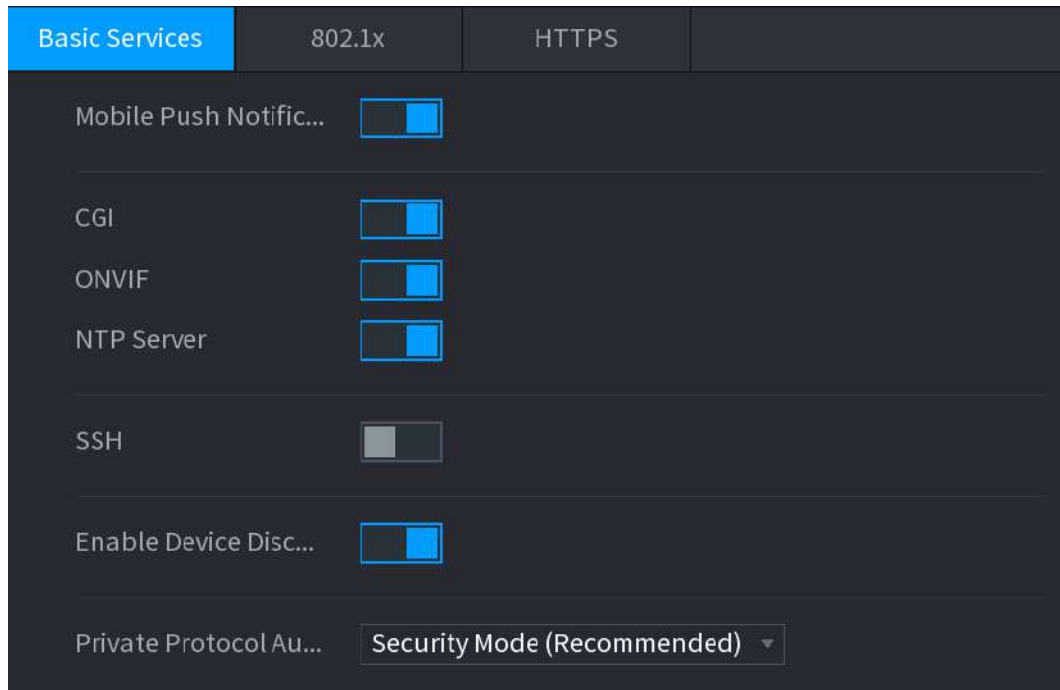 Basic Services 802.1x HTTPS
Mobile Push Notific...
CGI
ONVIF
NTP Server
SSH
Enable Device Disc...
Private Protocol Au... Security Mode (Recommended)